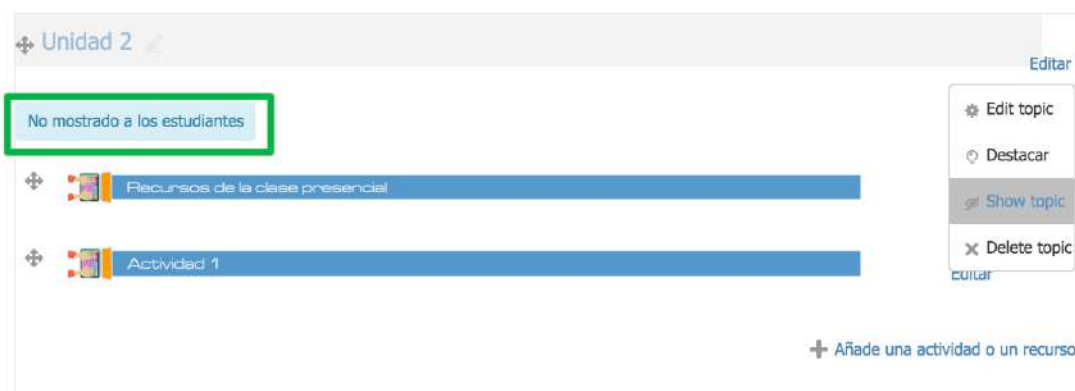 Unidad 2
Editar
No mostrado a los estudiantes
Edit topic
Destacar
Show topic
Delete topic
Recursos de la clase presencial
Actividad 1
Editar
Añade una actividad o un recurso